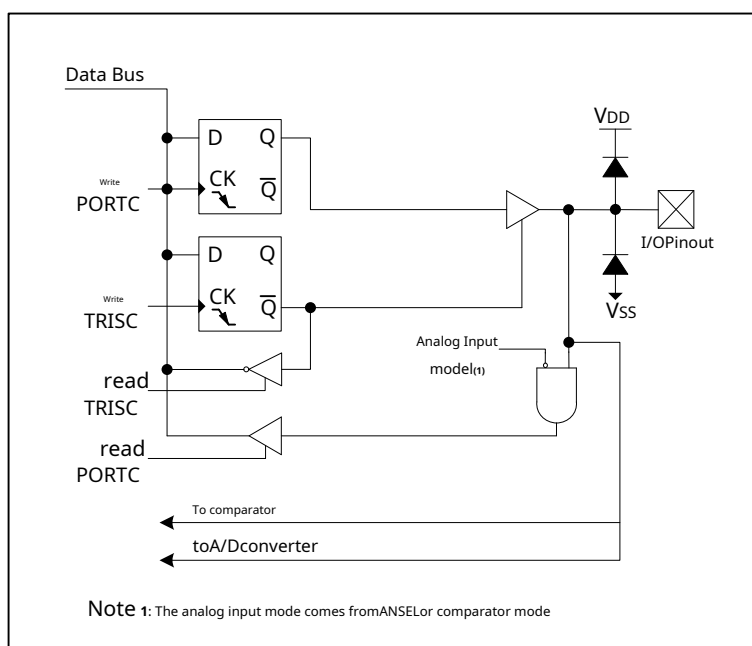 Data Bus
D Q
CK Q
Write
PORTC
D Q
CK Q
Write
TRISC
read
TRISC
read
PORTC
VDD
I/OPinout
VSS
Analog Input
model(1)
To comparator
toA/Dconverter
Note 1: The analog input mode comes fromANSELor comparator mode